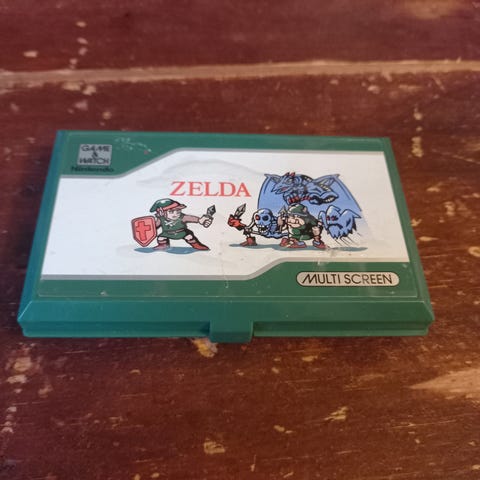 GAME
&
WATCH
Nintendo
ZELDA
MULTI SCREEN